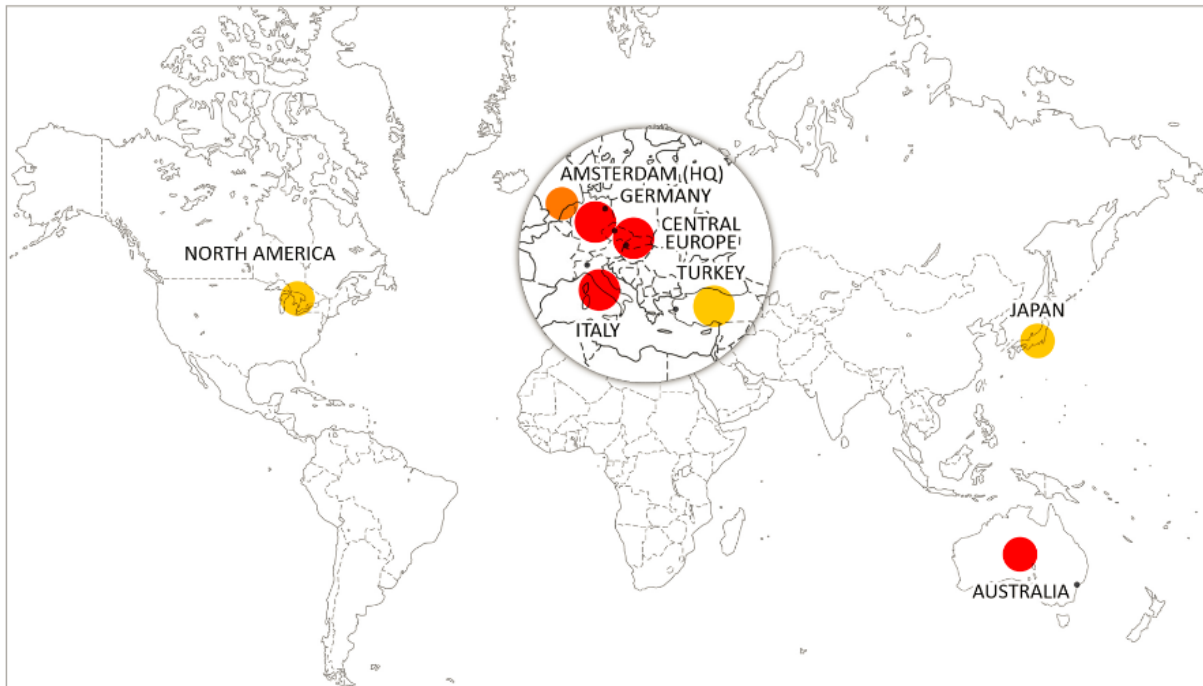 AMSTERDAM (HQ)
GERMANY
CENTRAL
EUROPE
NORTH AMERICA
TURKEY
JAPAN
ITALY
AUSTRALIA